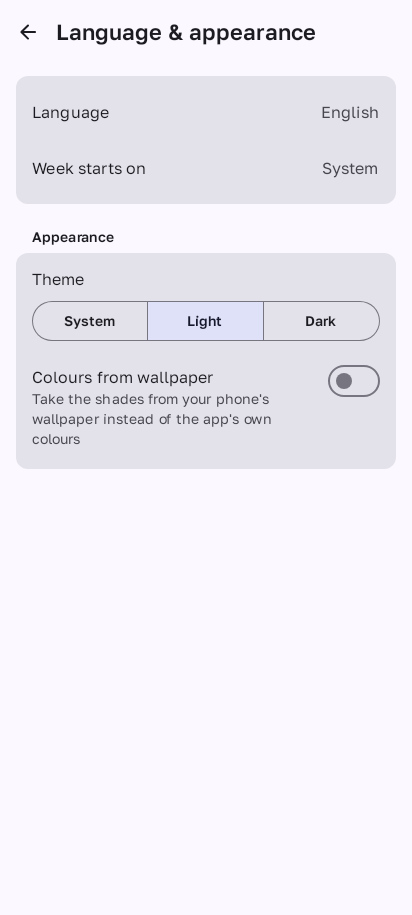 Language & appearance
Language English
Week starts on System
Appearance
Theme
System Light Dark
Colours from wallpaper
Take the shades from your phone's
wallpaper instead of the app's own
colours